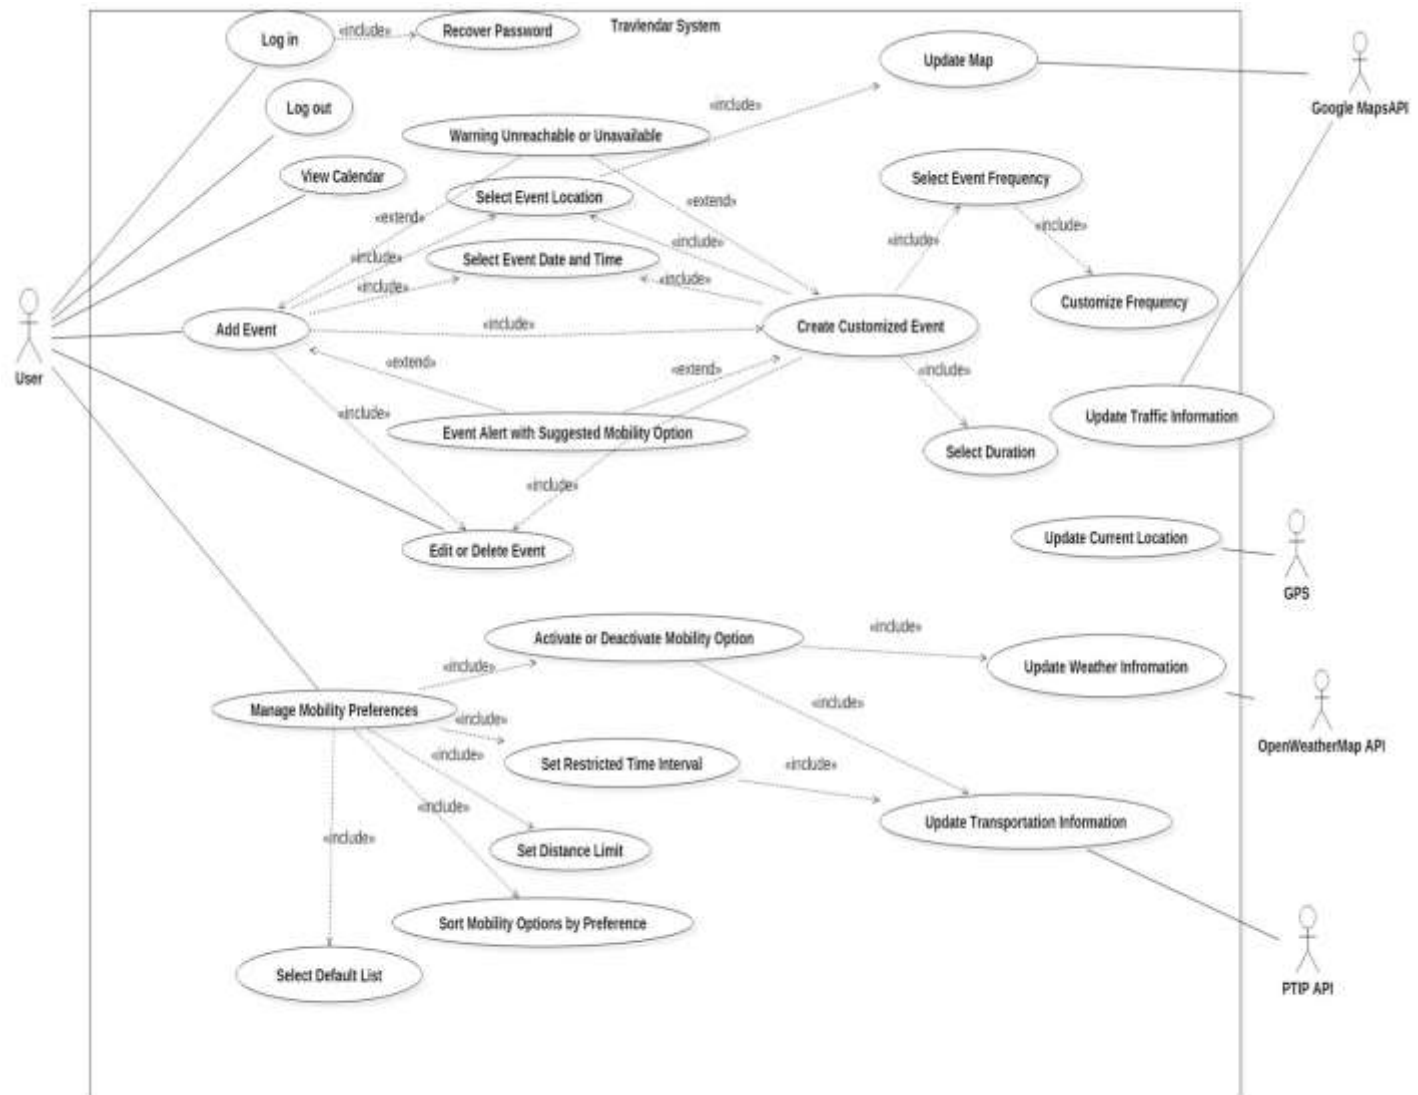 Log in
«include»
Recover Password
Travlendar System
Update Map
Google MapsAPI
Log out
«include»
Warning Unreachable or Unavailable
View Calendar
Select Event Location
Select Event Frequency
«extend»
«extend»
«include»
«include»
«include»
Select Event Date and Time
«include»
«include»
«include»
Customize Frequency
Add Event
«include»
Create Customized Event
User
«extend»
«extend»
«include»
«include»
Event Alert with Suggested Mobility Option
Update Traffic Information
Select Duration
«include»
Edit or Delete Event
Update Current Location
GPS
Activate or Deactivate Mobility Option
«include»
«include»
Update Weather Infromation
Manage Mobility Preferences
«include»
«include»
OpenWeatherMap API
«include»
Set Restricted Time Interval
«include»
«include»
Update Transportation Information
«include»
Set Distance Limit
Sort Mobility Options by Preference
Select Default List
PTIP API